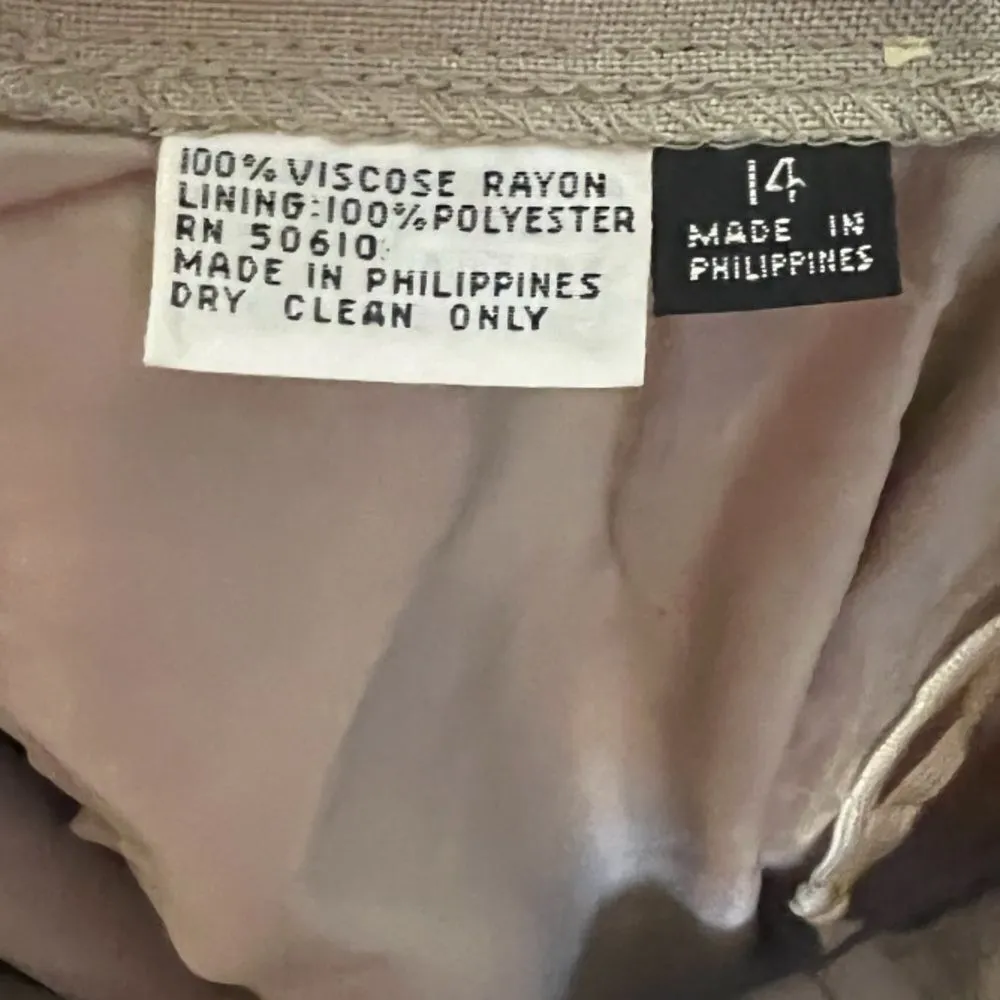 100% VISCOSE RAYON
LINING:100% POLYESTER
RN 50610
MADE IN PHILIPPINES
DRY CLEAN ONLY
14
MADE IN
PHILIPPINES